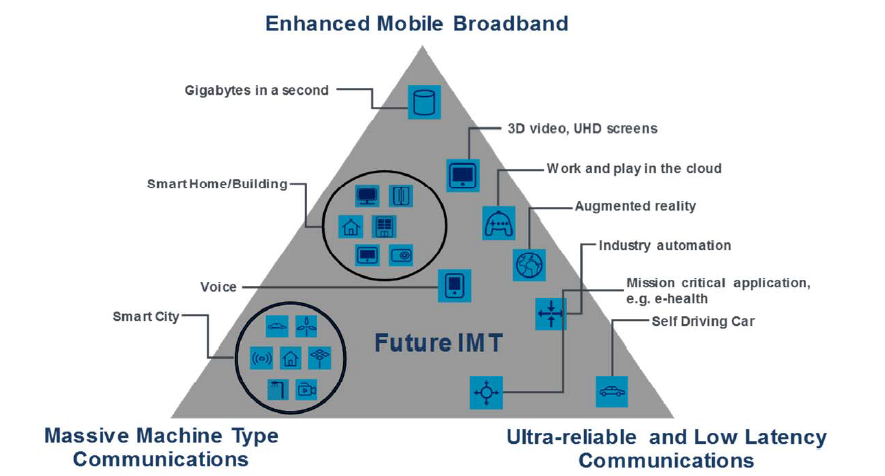 Enhanced Mobile Broadband
Gigabytes in a second
3D video, UHD screens
Work and play in the cloud
Smart Home/Building
Augmented reality
Industry automation
Mission critical application,
e.g. e-health
Voice
Smart City
Self Driving Car
Future IMT
Massive Machine Type
Communications
Ultra-reliable and Low Latency
Communications